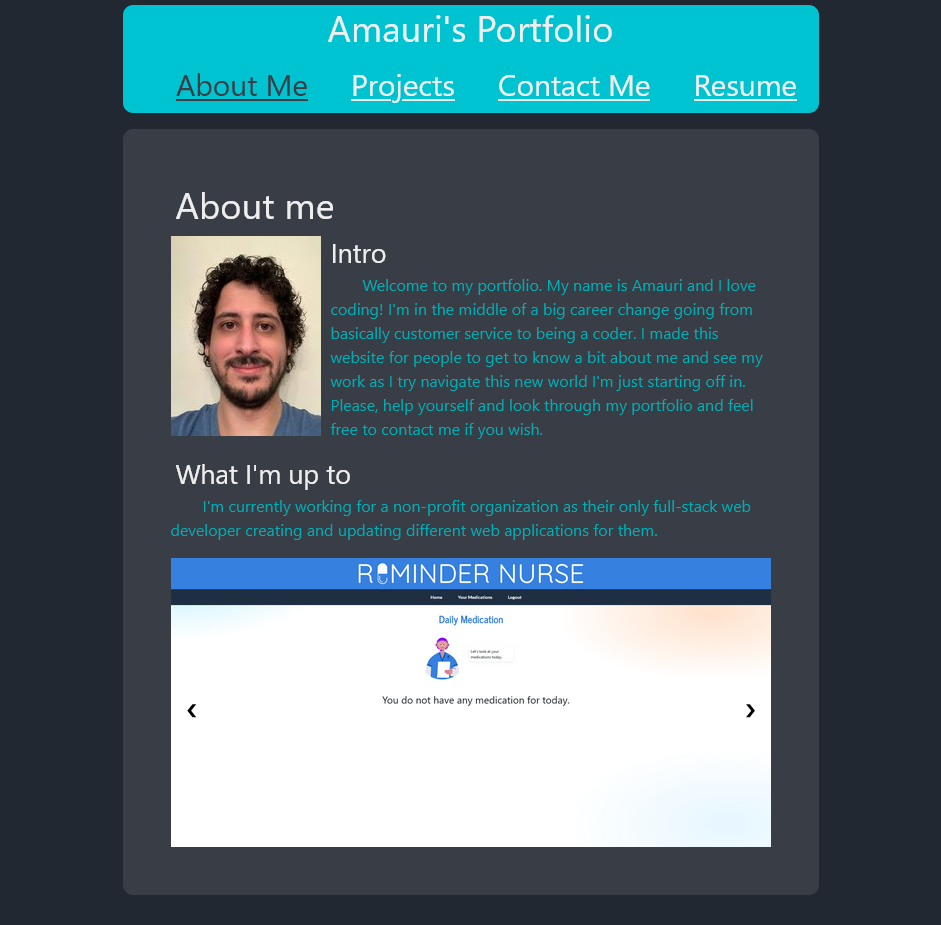 Amauri's Portfolio
About Me Projects Contact Me Resume
About me
Intro
Welcome to my portfolio. My name is Amauri and I love
coding! I'm in the middle of a big career change going from
basically customer service to being a coder. I made this
website for people to get to know a bit about me and see my
work as I try navigate this new world I'm just starting off in.
Please, help yourself and look through my portfolio and feel
free to contact me if you wish.
What I'm up to
I'm currently working for a non-profit organization as their only full-stack web
developer creating and updating different web applications for them.
REMINDER NURSE
Home Your Medications Logout
Daily Medication
Let's look at your
medications today.
You do not have any medication for today.